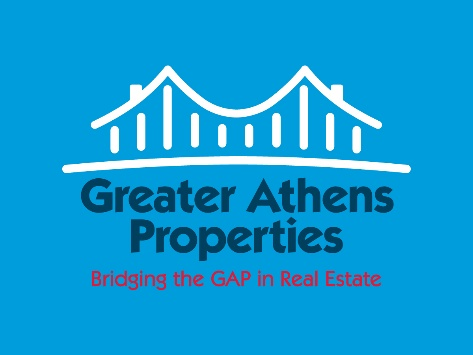 Greater Athens
Properties
Bridging the GAP in Real Estate